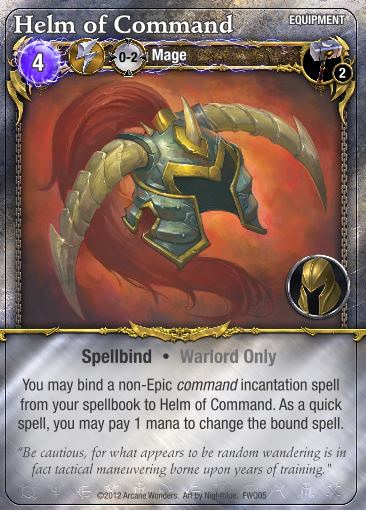 Helm of Command
EQUIPMENT
4
0-2
Mage
2
Spellbind • Warlord Only
You may bind a non-Epic command incantation spell
from your spellbook to Helm of Command. As a quick
spell, you may pay 1 mana to change the bound spell.
"Be cautious, for what appears to be random wandering is in
fact tactical maneuvering borne upon years of training."
©2012 Arcane Wonders. Art by Nightblue. FWQ05